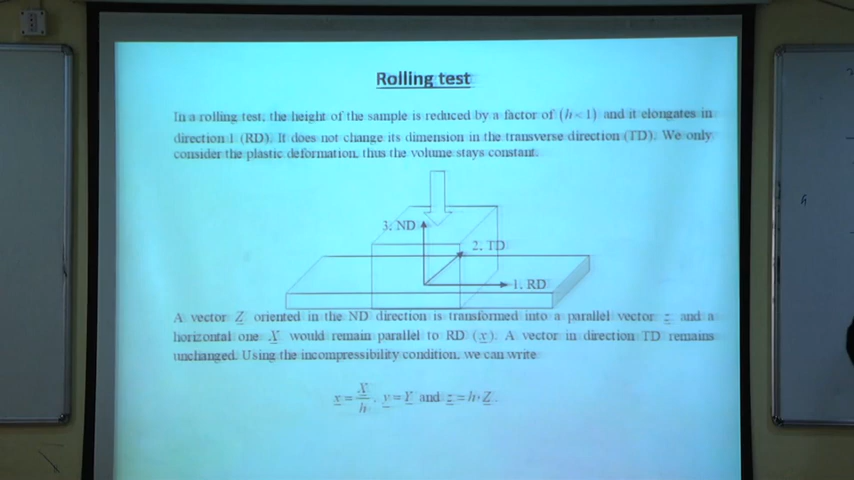 Rolling test
In a rolling test, the height of the sample is reduced by a factor of (h<1) and it elongates in
direction 1 (RD). It does not change its dimension in the transverse direction (TD). We only
consider the plastic deformation, thus the volume stays constant.
3. ND
2. TD
1. RD
A vector Z oriented in the ND direction is transformed into a parallel vector z and a
horizontal one X would remain parallel to RD (x). A vector in direction TD remains
unchanged. Using the incompressibility condition, we can write
x = X/h, y = Y and z = h·Z.